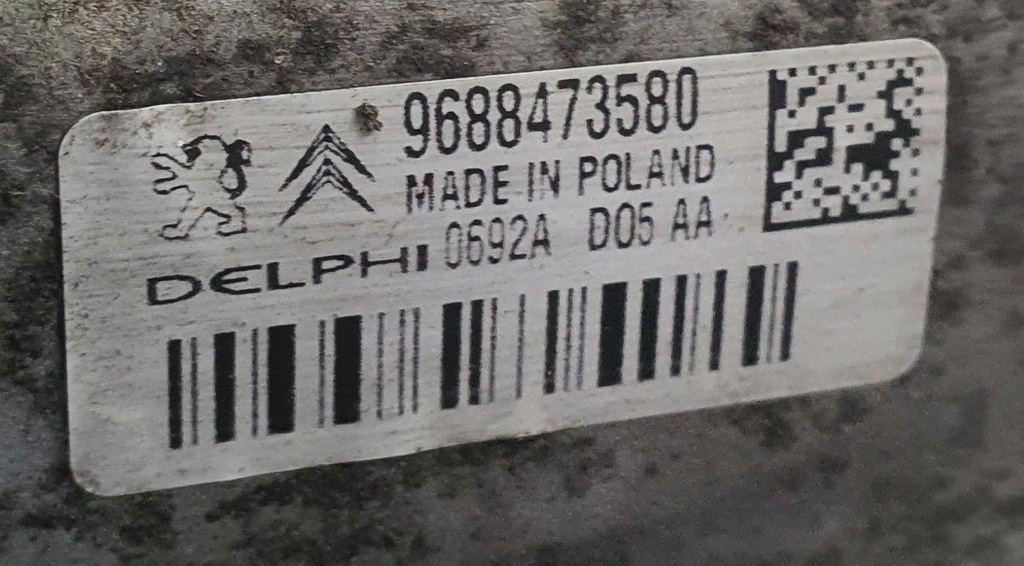 9688473580
MADE IN POLAND
DELPHI 0692A D05 AA